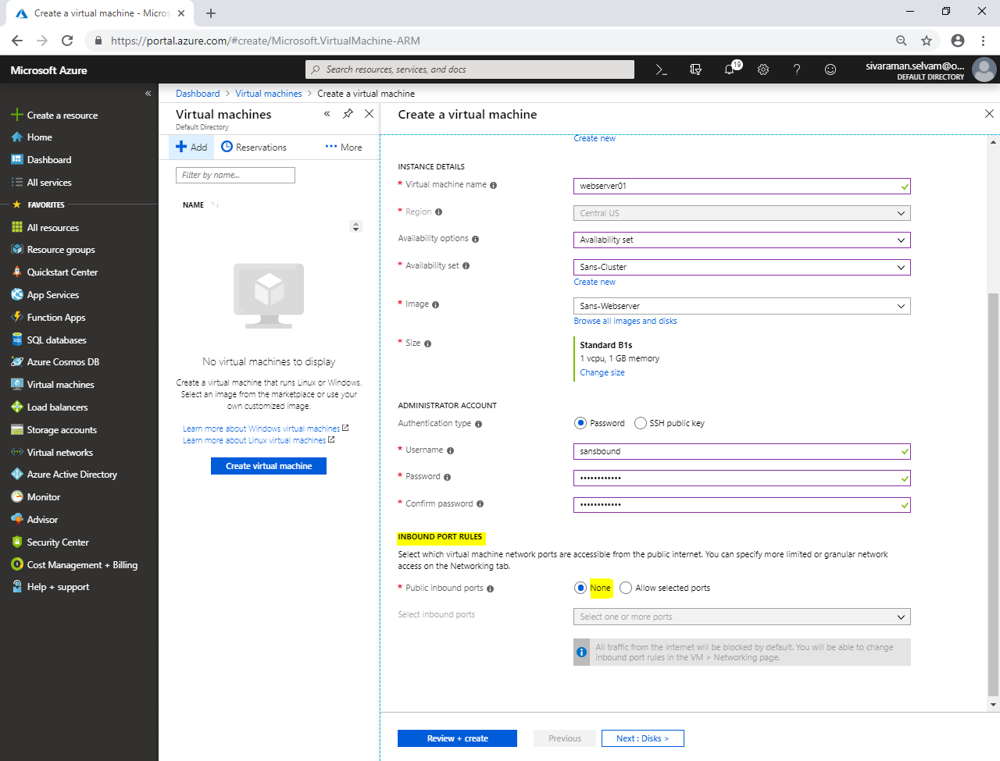 Create a virtual machine - Micros
https://portal.azure.com/#create/Microsoft.VirtualMachine-ARM
Microsoft Azure
Search resources, services, and docs
19
sivaraman.selvam@o...
DEFAULT DIRECTORY
Create a resource
Home
Dashboard
All services
FAVORITES
All resources
Resource groups
Quickstart Center
App Services
Function Apps
SQL databases
Azure Cosmos DB
Virtual machines
Load balancers
Storage accounts
Virtual networks
Azure Active Directory
Monitor
Advisor
Security Center
Cost Management + Billing
Help + support
Dashboard > Virtual machines > Create a virtual machine
Virtual machines
Default Directory
Add Reservations ••• More
Filter by name...
NAME
No virtual machines to display
Create a virtual machine that runs Linux or Windows.
Select an image from the marketplace or use your
own customized image.
Learn more about Windows virtual machines
Learn more about Linux virtual machines
Create virtual machine
Create a virtual machine
Create new
INSTANCE DETAILS
* Virtual machine name webserver01
* Region Central US
Availability options Availability set
* Availability set Sans-Cluster
Create new
* Image Sans-Webserver
Browse all images and disks
* Size Standard B1s
1 vcpu, 1 GB memory
Change size
ADMINISTRATOR ACCOUNT
Authentication type Password SSH public key
* Username sansbound
* Password ••••••••••••
* Confirm password ••••••••••••
INBOUND PORT RULES
Select which virtual machine network ports are accessible from the public internet. You can specify more limited or granular network
access on the Networking tab.
* Public inbound ports None Allow selected ports
Select inbound ports Select one or more ports
All traffic from the internet will be blocked by default. You will be able to change
inbound port rules in the VM > Networking page.
Review + create Previous Next : Disks >